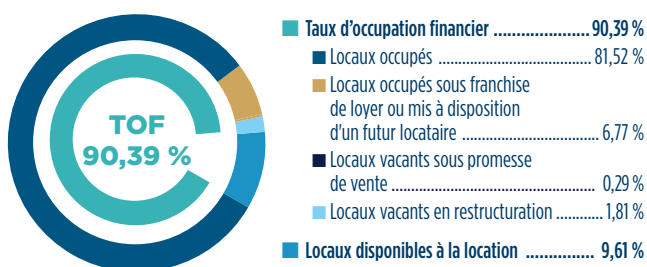 TOF
90,39 %
Taux d'occupation financier .................... 90,39 %
Locaux occupés .................................... 81,52 %
Locaux occupés sous franchise
de loyer ou mis à disposition
d'un futur locataire ................................. 6,77 %
Locaux vacants sous promesse
de vente .................................................. 0,29 %
Locaux vacants en restructuration ............ 1,81 %
Locaux disponibles à la location ............... 9,61 %